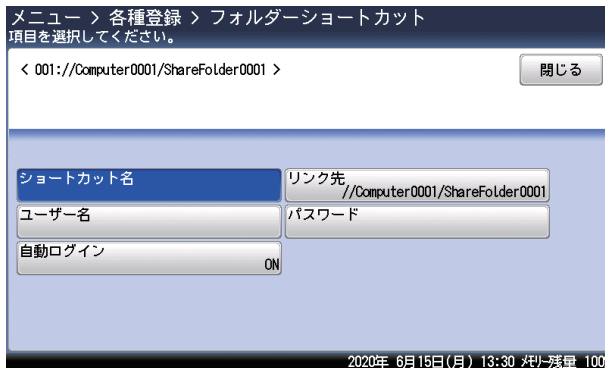 メニュー > 各種登録 > フォルダーショートカット
項目を選択してください。
< 001://Computer0001/ShareFolder0001 >
閉じる
ショートカット名
リンク先
//Computer0001/ShareFolder0001
ユーザー名
パスワード
自動ログイン
ON
2020年 6月15日(月) 13:30 メモリー残量 100